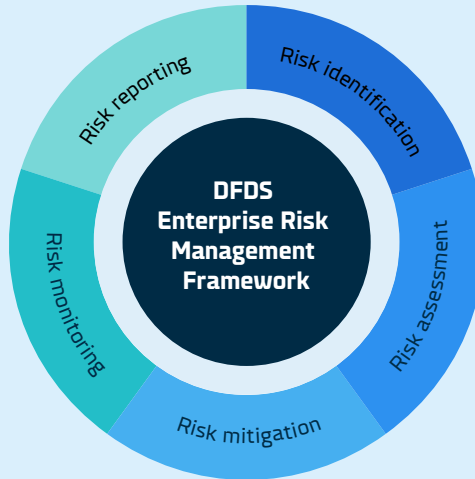 DFDS
Enterprise Risk
Management
Framework
Risk identification
Risk assessment
Risk mitigation
Risk monitoring
Risk reporting